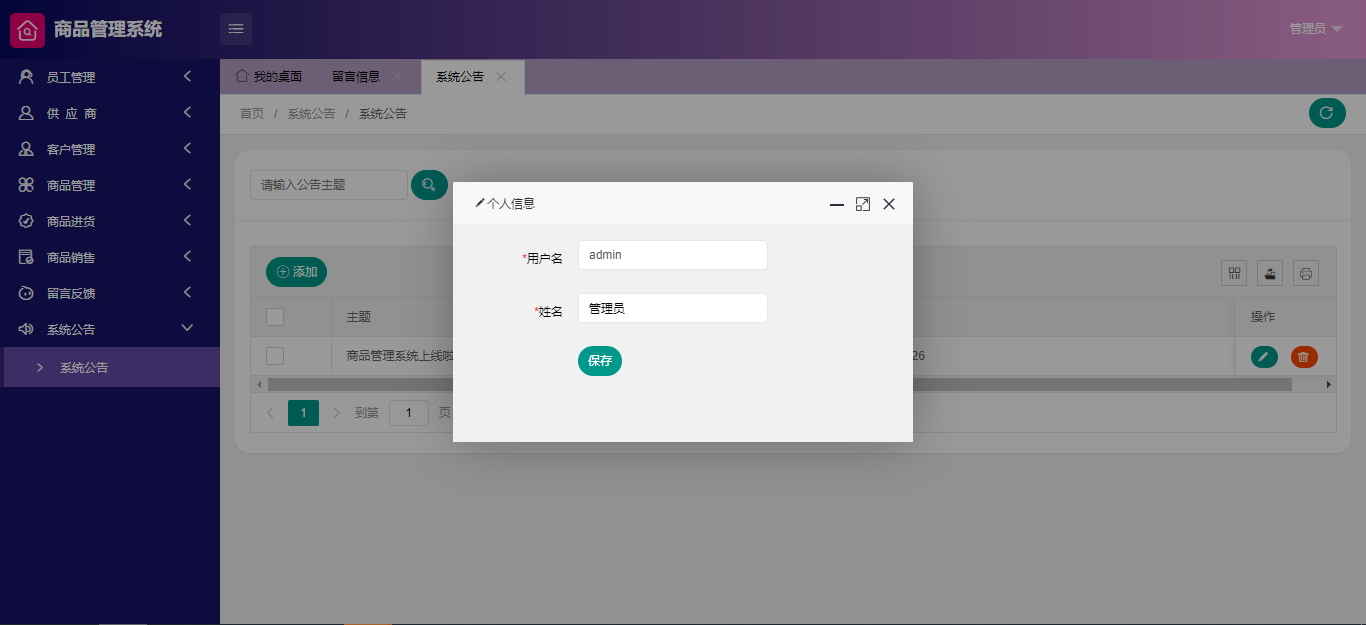 商品管理系统
管理员
员工管理
供 应 商
客户管理
商品管理
商品进货
商品销售
留言反馈
系统公告
系统公告
我的桌面 留言信息 系统公告
首页 / 系统公告 / 系统公告
请输入公告主题
添加
主题 操作
商品管理系统上线啦 26
1 到第 1 页
个人信息
*用户名 admin
*姓名 管理员
保存